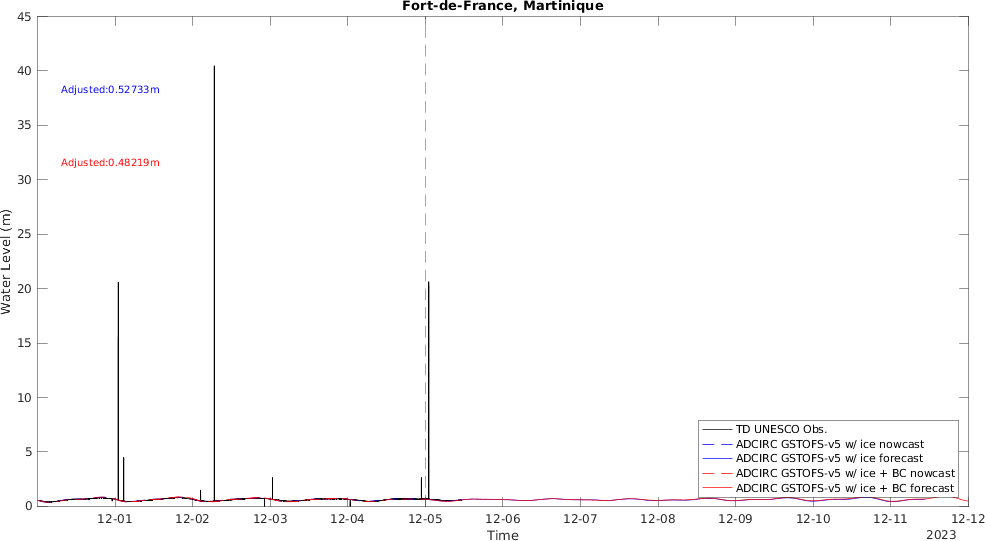 Fort-de-France, Martinique
45
40
35
30
25
20
15
10
5
0
Water Level (m)
Adjusted:0.52733m
Adjusted:0.48219m
TD UNESCO Obs.
ADCIRC GSTOFS-v5 w/ ice nowcast
ADCIRC GSTOFS-v5 w/ ice forecast
ADCIRC GSTOFS-v5 w/ ice + BC nowcast
ADCIRC GSTOFS-v5 w/ ice + BC forecast
12-01 12-02 12-03 12-04 12-05 12-06 12-07 12-08 12-09 12-10 12-11 12-12
Time
2023